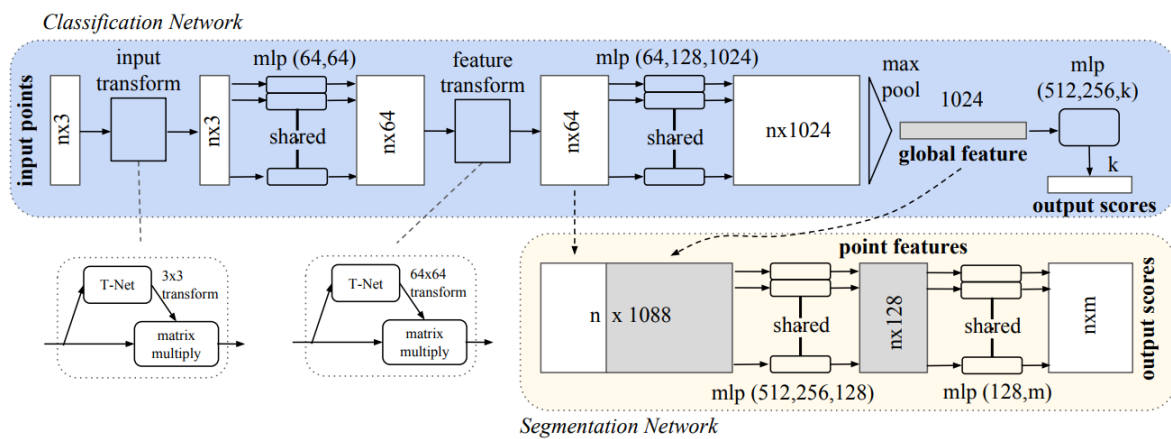 Classification Network
input points
nx3
input
transform
nx3
mlp (64,64)
shared
nx64
feature
transform
nx64
mlp (64,128,1024)
shared
nx1024
max
pool
1024
global feature
mlp
(512,256,k)
k
output scores
T-Net
3x3
transform
matrix
multiply
T-Net
64x64
transform
matrix
multiply
point features
n x 1088
shared
mlp (512,256,128)
nx128
shared
mlp (128,m)
nxm
output scores
Segmentation Network